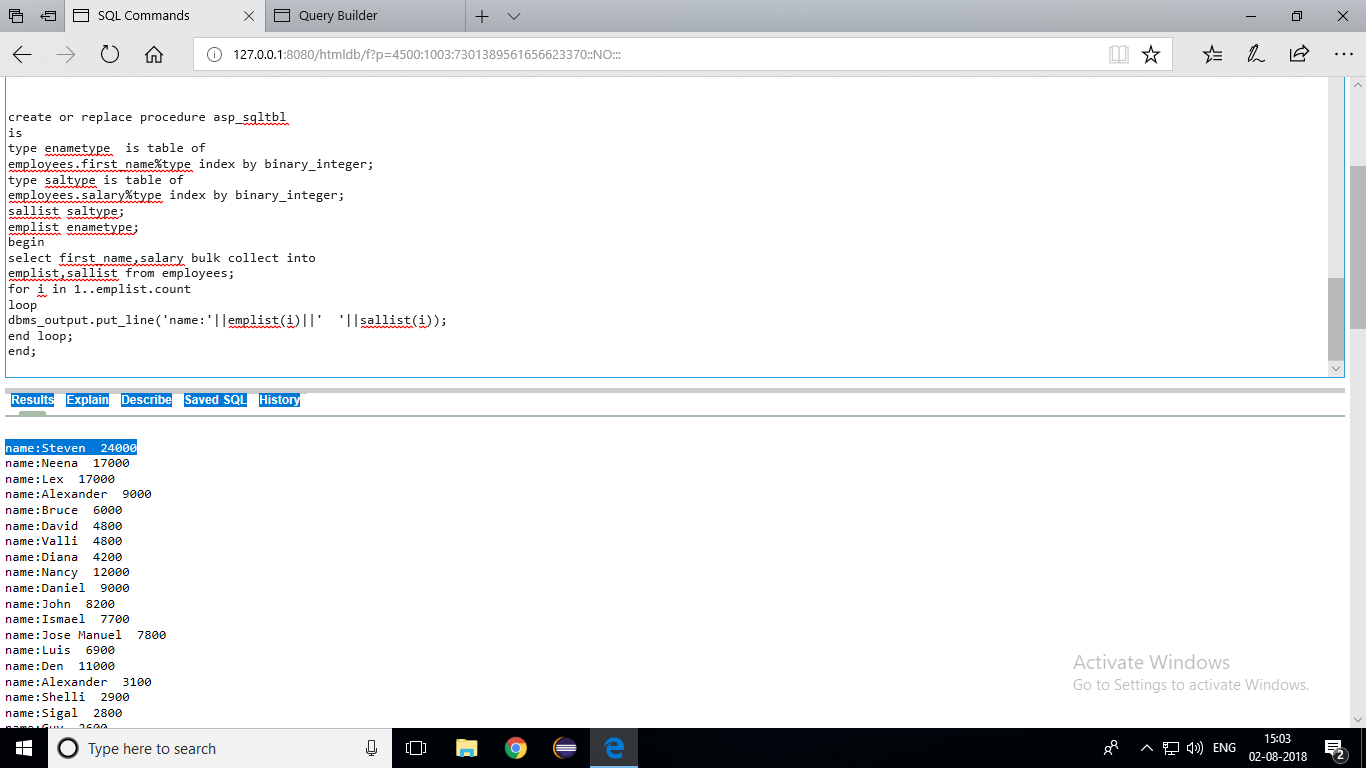 SQL Commands
Query Builder
127.0.0.1:8080/htmldb/f?p=4500:1003:7301389561656623370::NO:::
create or replace procedure asp_sqltbl
is
type enametype  is table of
employees.first_name%type index by binary_integer;
type saltype is table of
employees.salary%type index by binary_integer;
sallist saltype;
emplist enametype;
begin
select first_name,salary bulk collect into
emplist,sallist from employees;
for i in 1..emplist.count
loop
dbms_output.put_line('name:'||emplist(i)||'  '||sallist(i));
end loop;
end;
Results Explain Describe Saved SQL History
name:Steven  24000
name:Neena  17000
name:Lex  17000
name:Alexander  9000
name:Bruce  6000
name:David  4800
name:Valli  4800
name:Diana  4200
name:Nancy  12000
name:Daniel  9000
name:John  8200
name:Ismael  7700
name:Jose Manuel  7800
name:Luis  6900
name:Den  11000
name:Alexander  3100
name:Shelli  2900
name:Sigal  2800
name:Guy  2600
Activate Windows
Go to Settings to activate Windows.
Type here to search
ENG
15:03
02-08-2018
2